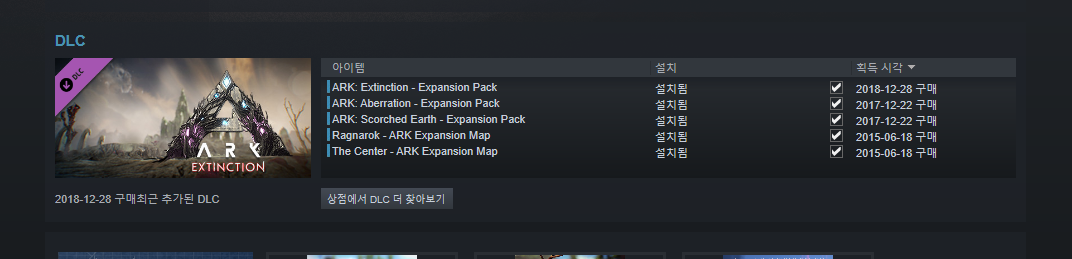 DLC
DLC
ARK
EXTINCTION
아이템 설치 획득 시각
ARK: Extinction - Expansion Pack 설치됨 2018-12-28 구매
ARK: Aberration - Expansion Pack 설치됨 2017-12-22 구매
ARK: Scorched Earth - Expansion Pack 설치됨 2017-12-22 구매
Ragnarok - ARK Expansion Map 설치됨 2015-06-18 구매
The Center - ARK Expansion Map 설치됨 2015-06-18 구매
2018-12-28 구매최근 추가된 DLC
상점에서 DLC 더 찾아보기